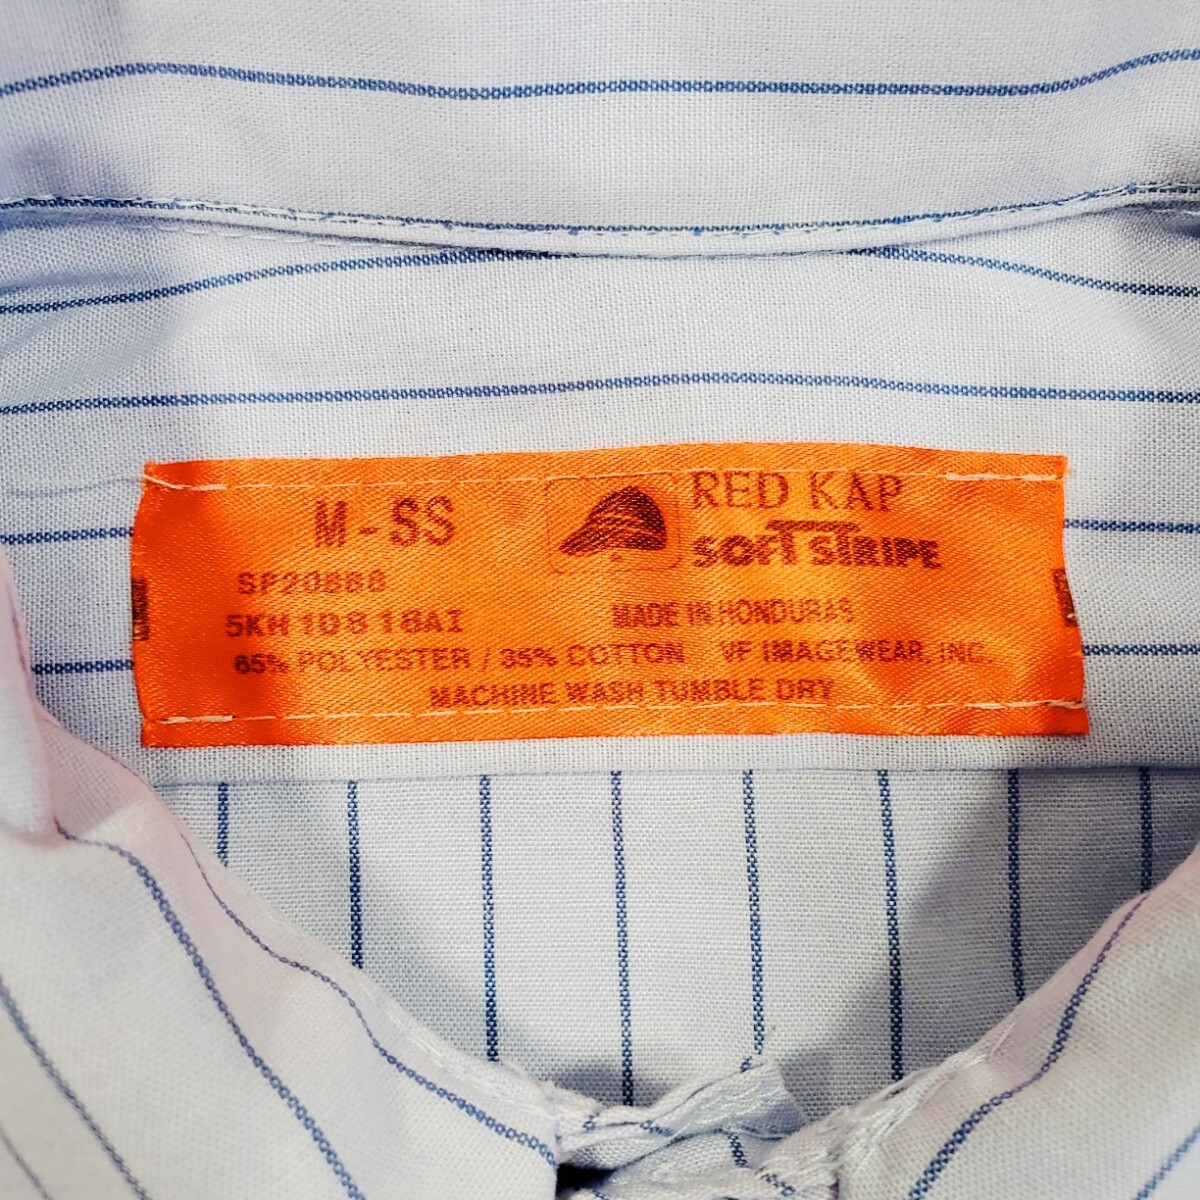 M - SS
RED KAP
SOFT STRIPE
SP20BB8
5KH 1D8 18AI
MADE IN HONDURAS
65% POLYESTER / 35% COTTON VF IMAGEWEAR, INC.
MACHINE WASH TUMBLE DRY